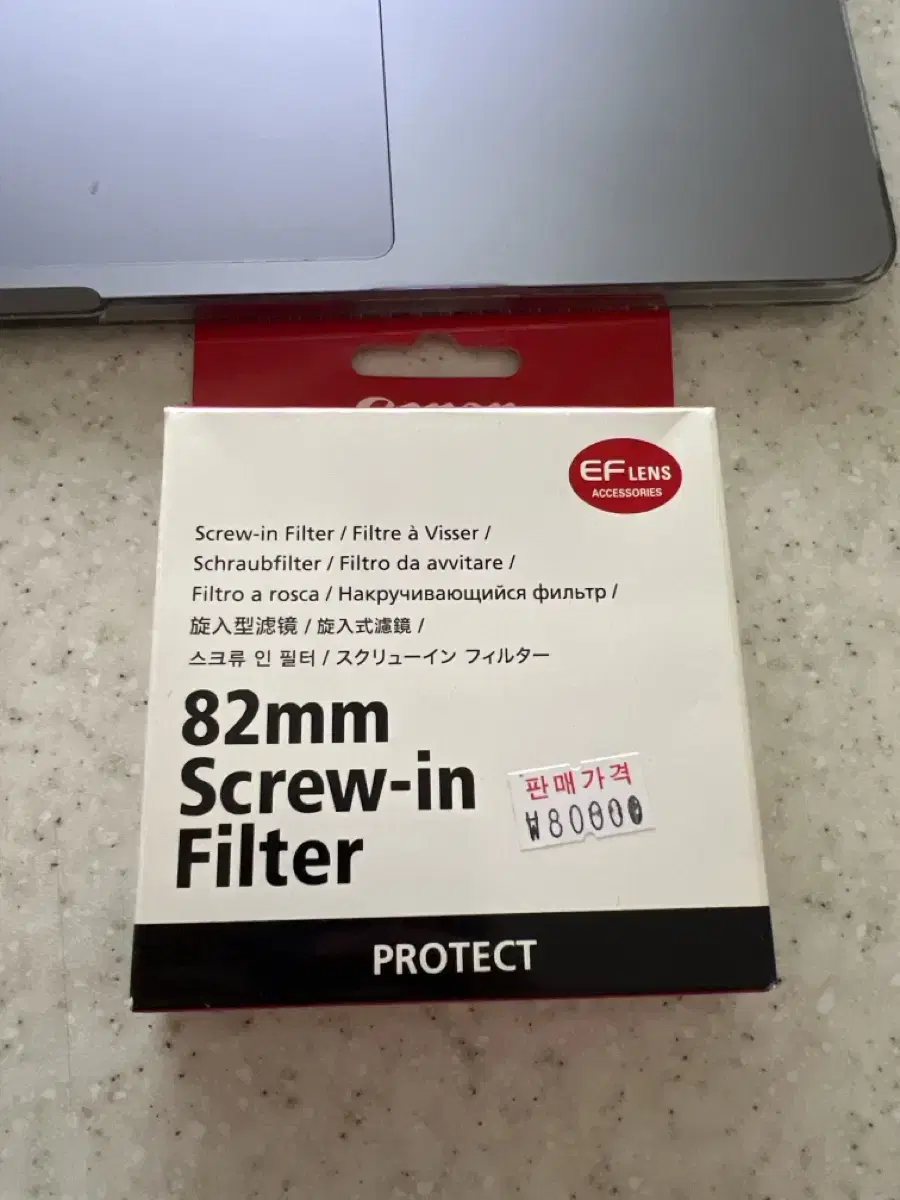 Canon
EF LENS
ACCESSORIES
Screw-in Filter / Filtre à Visser /
Schraubfilter / Filtro da avvitare /
Filtro a rosca / Накручивающийся фильтр /
旋入型滤镜 / 旋入式濾鏡 /
스크류 인 필터 / スクリューイン フィルター
82mm
Screw-in
Filter
판매가격
₩80000
PROTECT